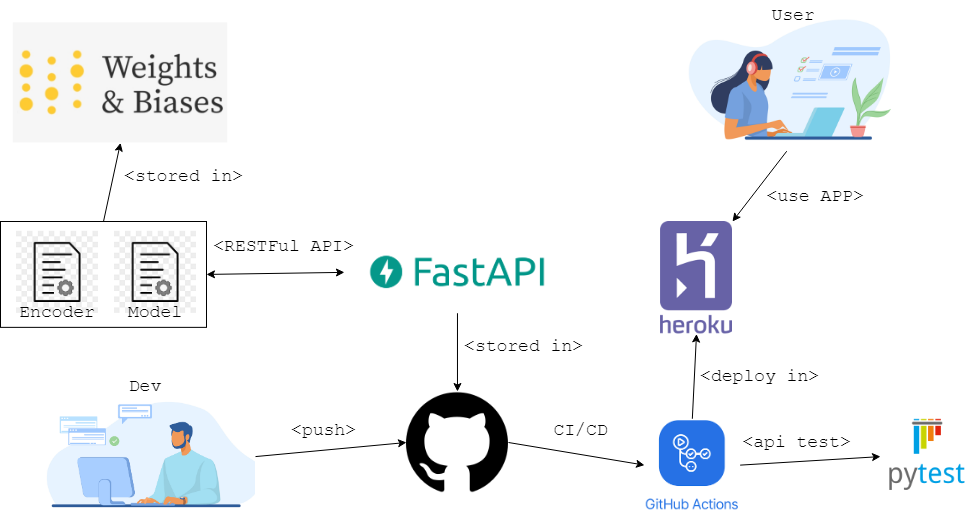 User
Weights
& Biases
<stored in>
<use APP>
<RESTFul API>
FastAPI
Encoder
Model
heroku
<stored in>
<deploy in>
Dev
<push>
CI/CD
<api test>
pytest
GitHub Actions